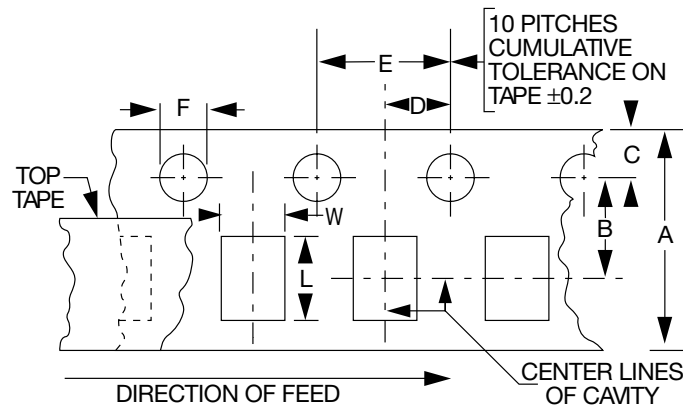 10 PITCHES
CUMULATIVE
TOLERANCE ON
TAPE ±0.2
E
F
D
C
TOP
TAPE
W
B
A
L
CENTER LINES
OF CAVITY
DIRECTION OF FEED